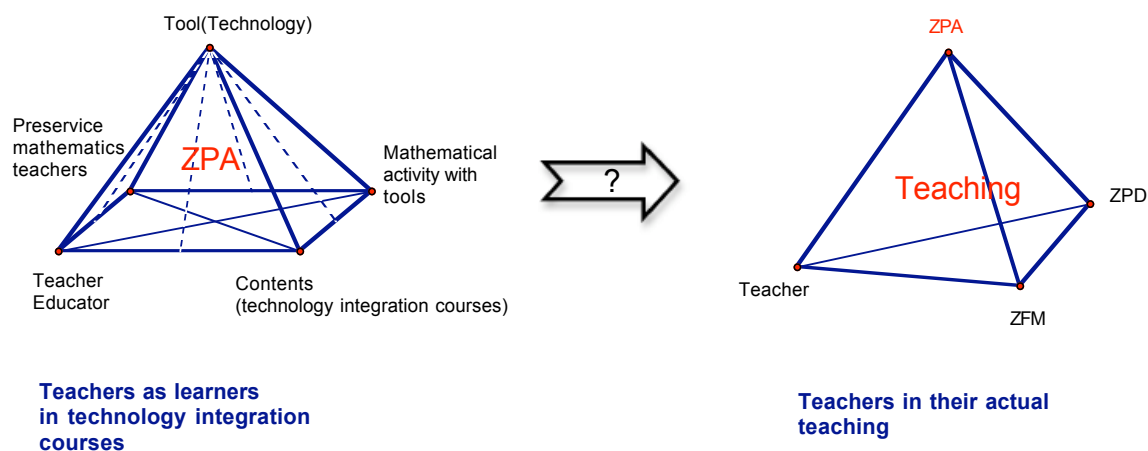 Tool(Technology)
Preservice
mathematics
teachers
ZPA
Mathematical
activity with
tools
Teacher
Educator
Contents
(technology integration courses)
Teachers as learners
in technology integration
courses
?
ZPA
Teaching
ZPD
Teacher
ZFM
Teachers in their actual
teaching